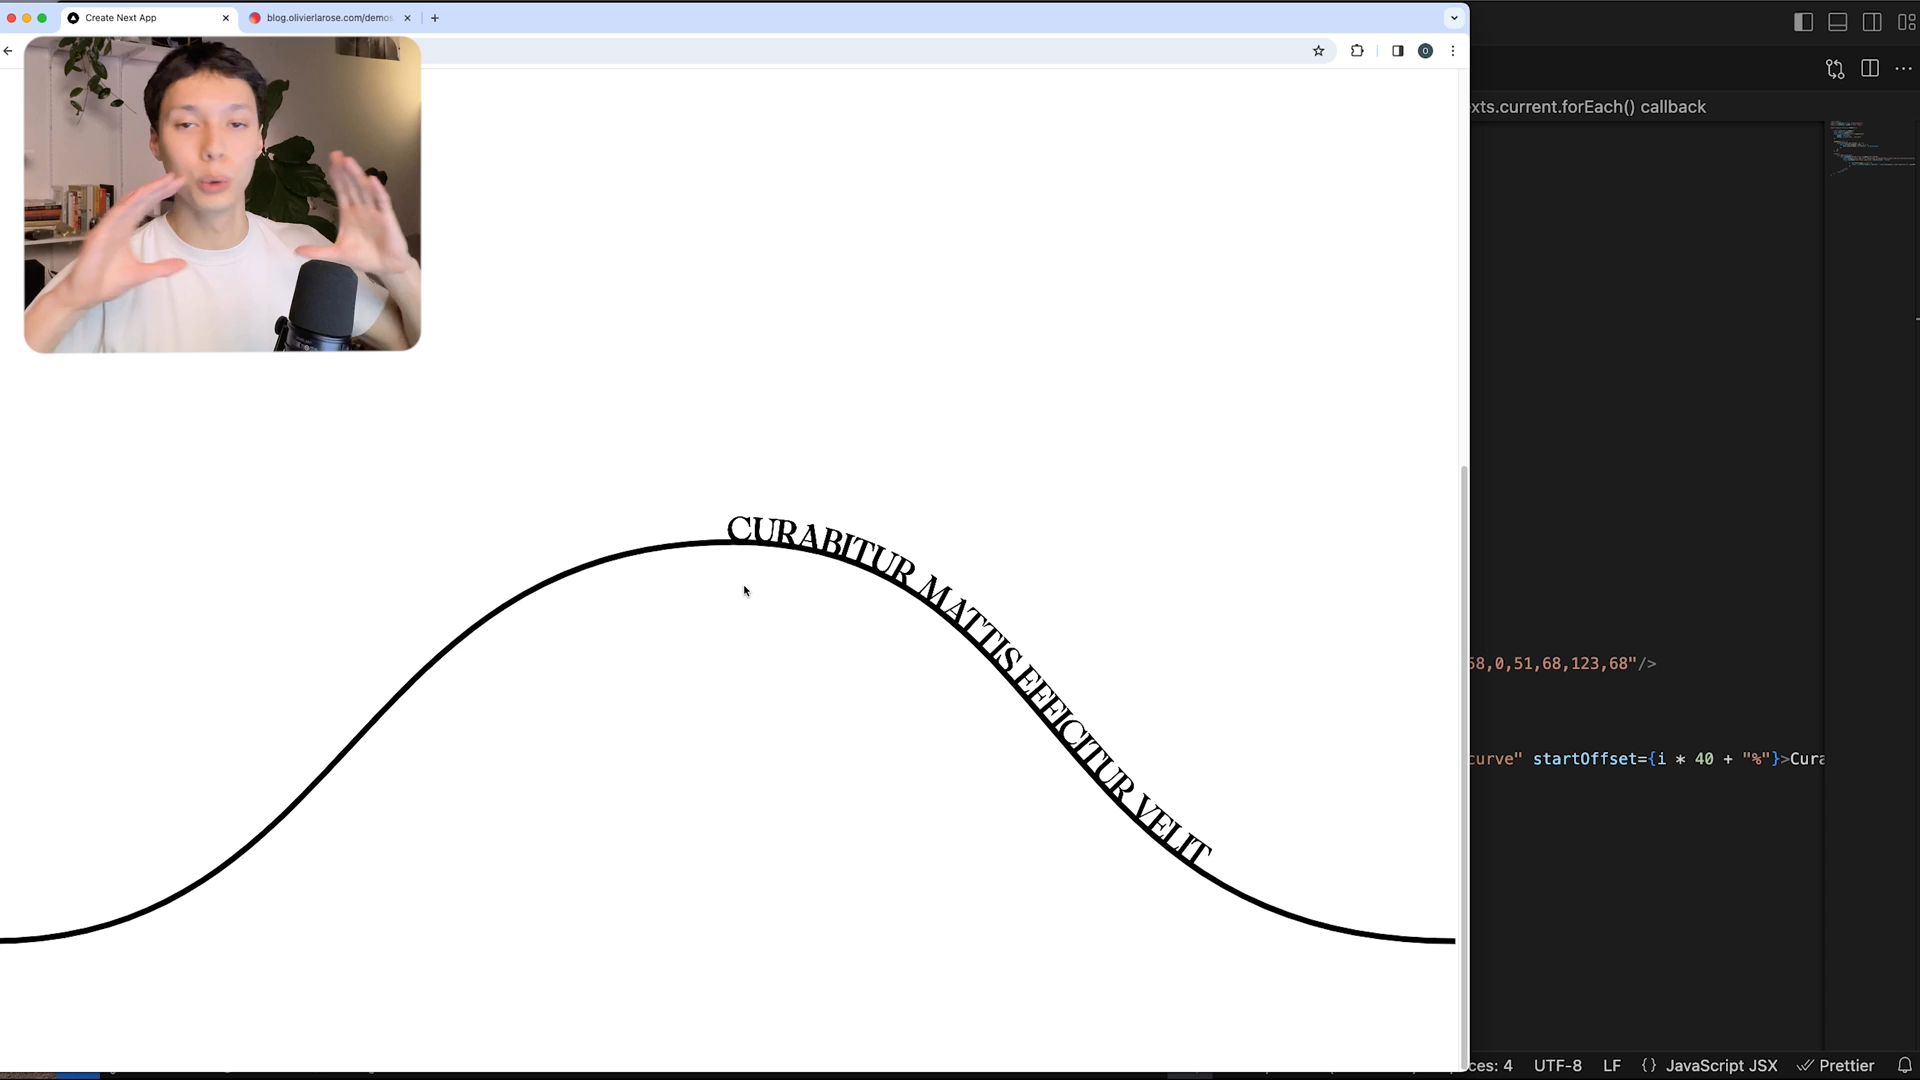 Create Next App
blog.olivierlarose.com/demos
O
xts.current.forEach() callback
CURABITUR MATTIS EFFICITUR VELIT
58,0,51,68,123,68"/>
curve" startOffset={i * 40 + "%"}>Cura
ces: 4 UTF-8 LF {} JavaScript JSX Prettier